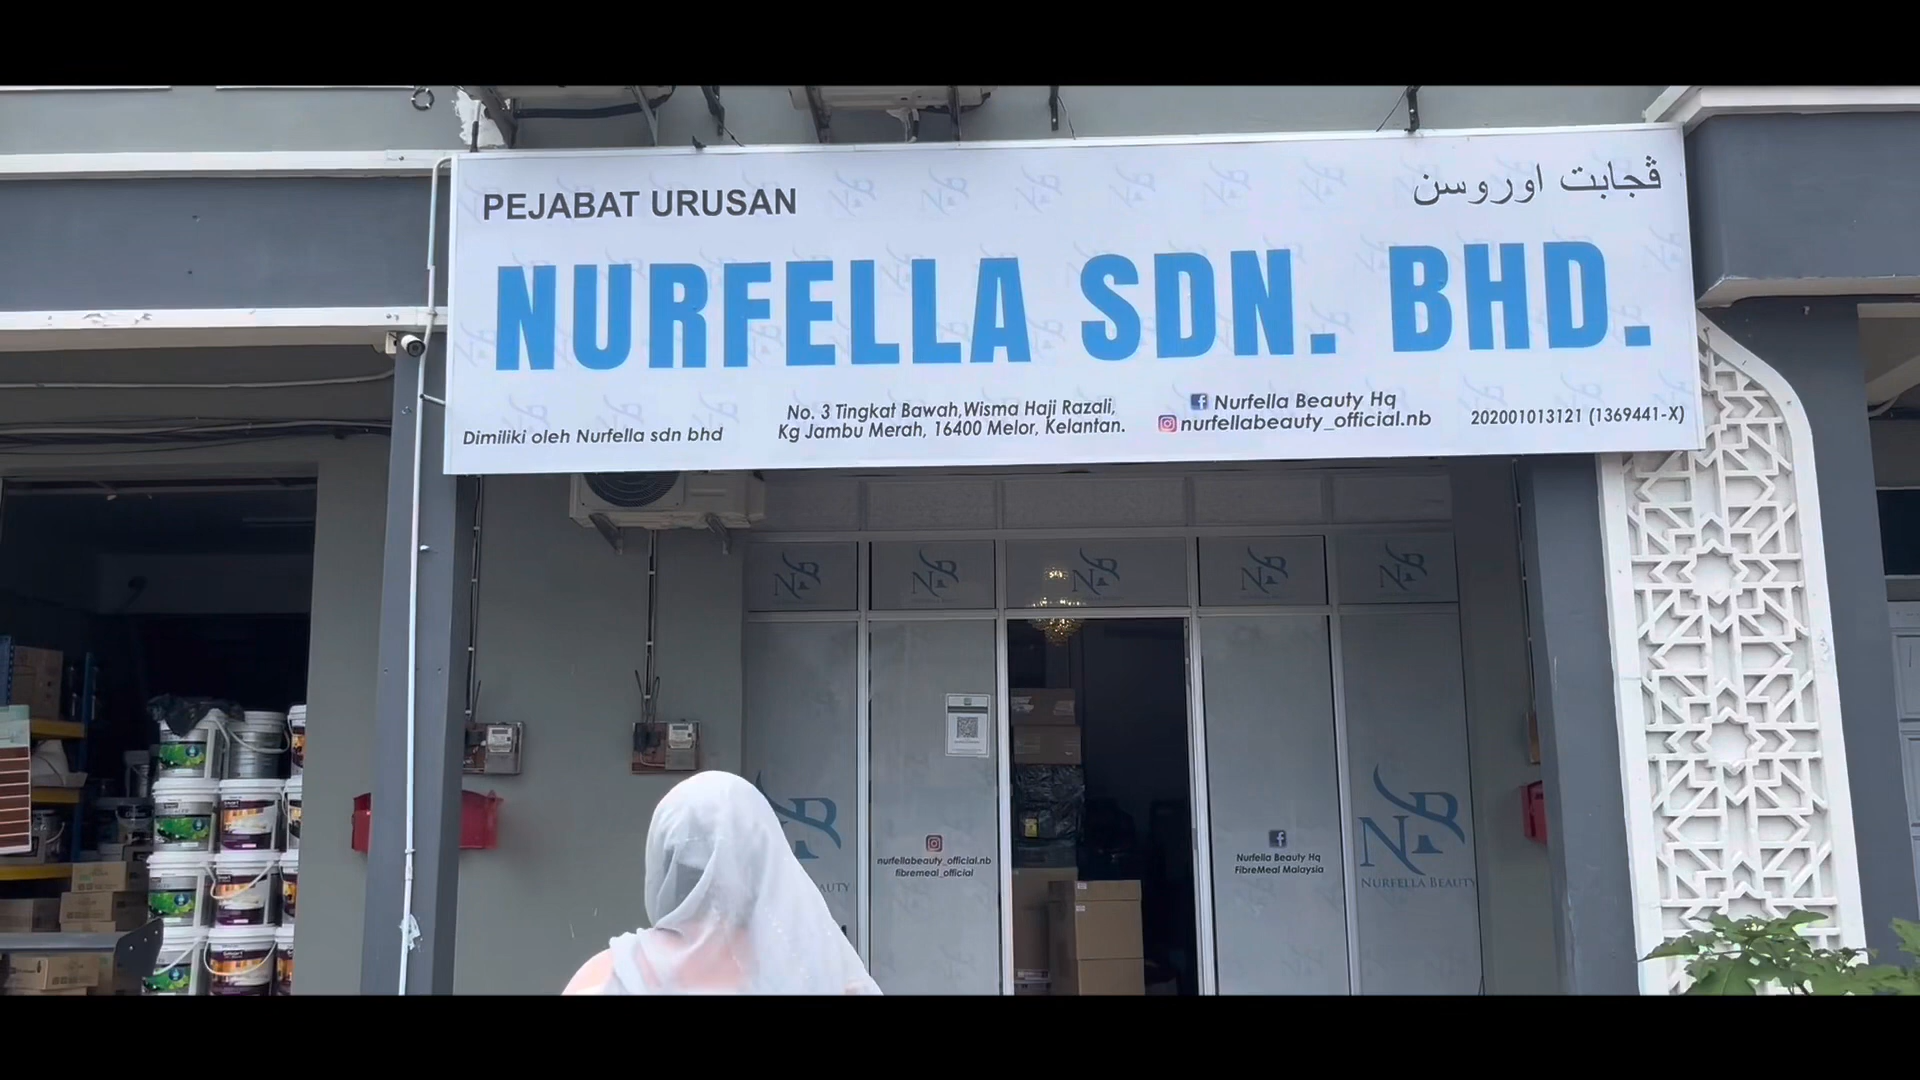 PEJABAT URUSAN
ڤجابت اوروسن
NURFELLA SDN. BHD.
Dimiliki oleh Nurfella sdn bhd
No. 3 Tingkat Bawah,Wisma Haji Razali,
Kg Jambu Merah, 16400 Melor, Kelantan.
Nurfella Beauty Hq
nurfellabeauty_official.nb
202001013121 (1369441-X)
nurfellabeauty_official.nb
fibremeal_official
Nurfella Beauty Hq
FibreMeal Malaysia
NURFELLA BEAUTY
BEAUTY